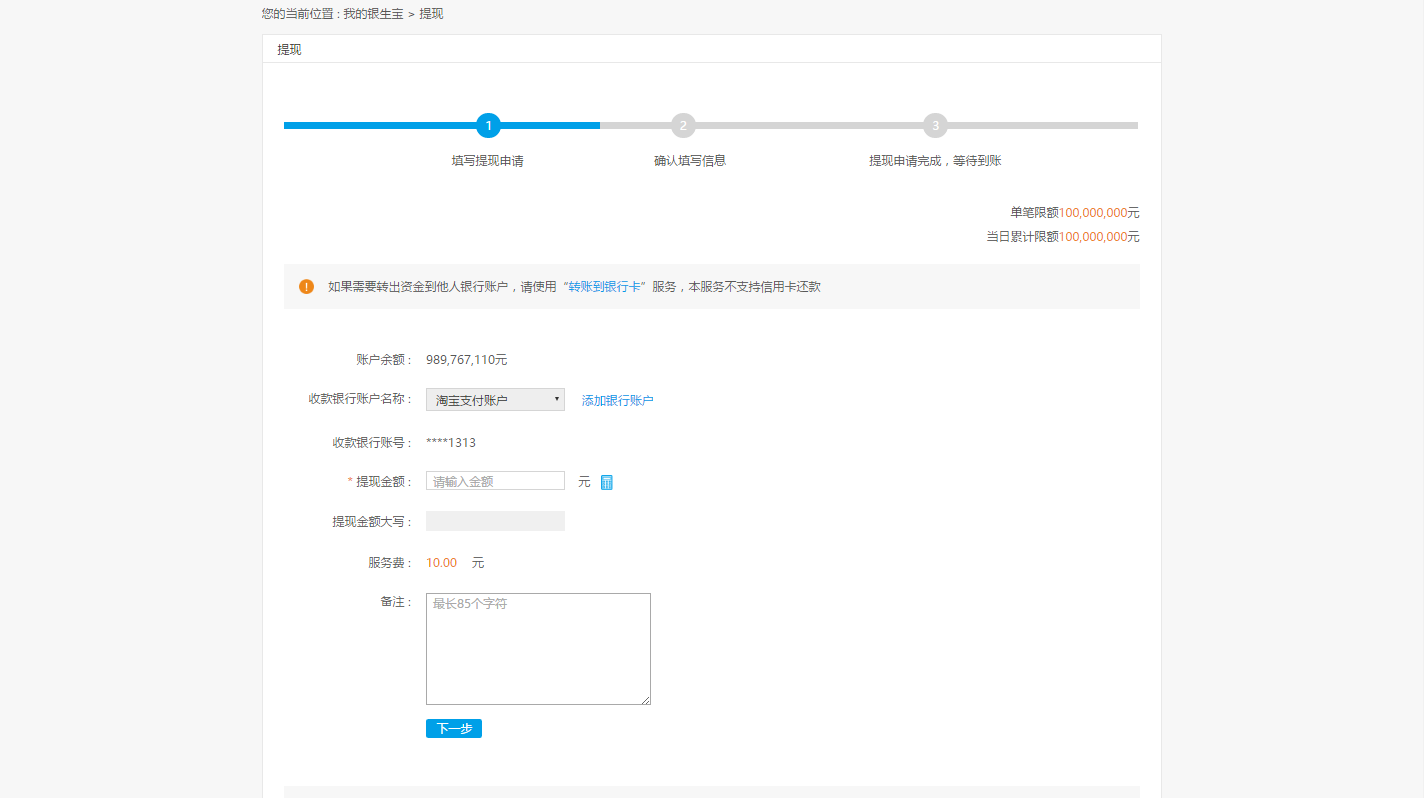 您的当前位置 : 我的银生宝 > 提现
提现
1
2
3
填写提现申请
确认填写信息
提现申请完成，等待到账
单笔限额100,000,000元
当日累计限额100,000,000元
! 如果需要转出资金到他人银行账户，请使用“转账到银行卡”服务，本服务不支持信用卡还款
账户余额 : 989,767,110元
收款银行账户名称 : 淘宝支付账户 添加银行账户
收款银行账号 : ****1313
* 提现金额 : 请输入金额 元
提现金额大写 :
服务费 : 10.00 元
备注 : 最长85个字符
下一步